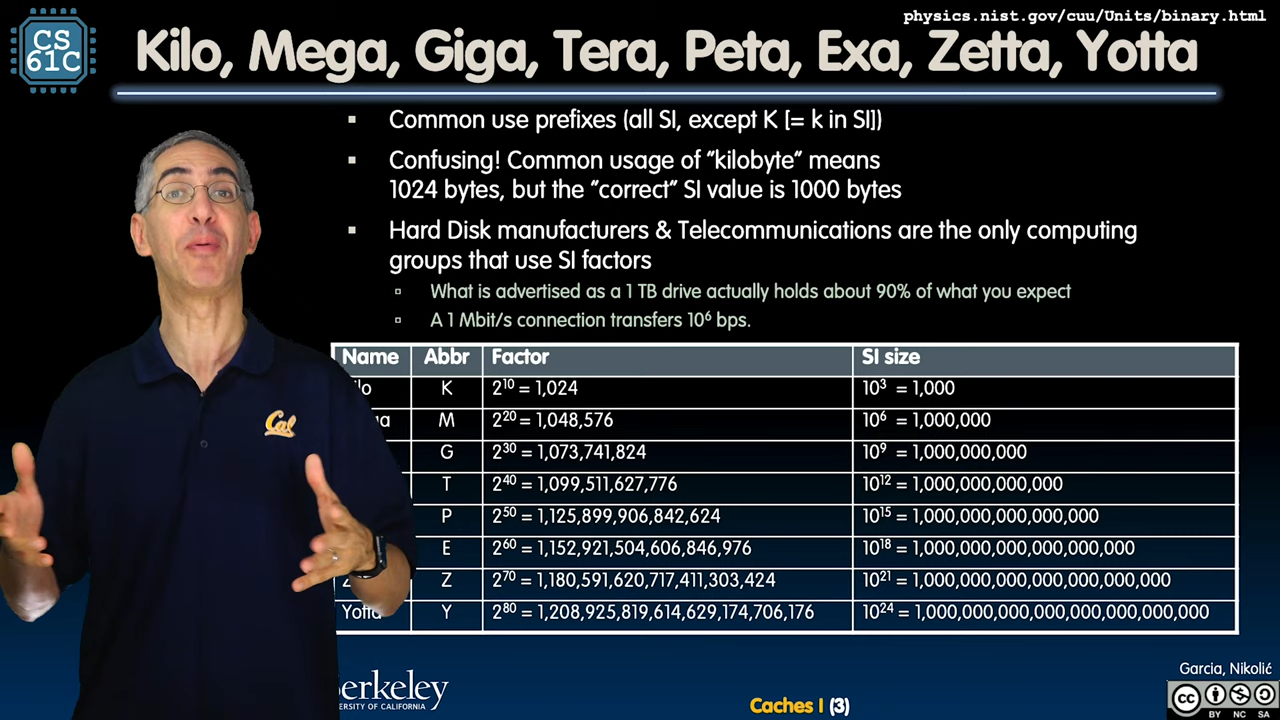 physics.nist.gov/cuu/Units/binary.html
CS
61C
Kilo, Mega, Giga, Tera, Peta, Exa, Zetta, Yotta
▪ Common use prefixes (all SI, except K [= k in SI])
▪ Confusing! Common usage of “kilobyte” means
1024 bytes, but the “correct” SI value is 1000 bytes
▪ Hard Disk manufacturers & Telecommunications are the only computing
groups that use SI factors
▫ What is advertised as a 1 TB drive actually holds about 90% of what you expect
▫ A 1 Mbit/s connection transfers 10⁶ bps.
Name Abbr Factor SI size
K 2¹⁰ = 1,024 10³ = 1,000
M 2²⁰ = 1,048,576 10⁶ = 1,000,000
G 2³⁰ = 1,073,741,824 10⁹ = 1,000,000,000
T 2⁴⁰ = 1,099,511,627,776 10¹² = 1,000,000,000,000
P 2⁵⁰ = 1,125,899,906,842,624 10¹⁵ = 1,000,000,000,000,000
E 2⁶⁰ = 1,152,921,504,606,846,976 10¹⁸ = 1,000,000,000,000,000,000
Z 2⁷⁰ = 1,180,591,620,717,411,303,424 10²¹ = 1,000,000,000,000,000,000,000
Yotta Y 2⁸⁰ = 1,208,925,819,614,629,174,706,176 10²⁴ = 1,000,000,000,000,000,000,000,000
Cal
Berkeley
UNIVERSITY OF CALIFORNIA
Garcia, Nikolić
Caches I (3)
cc
BY NC SA